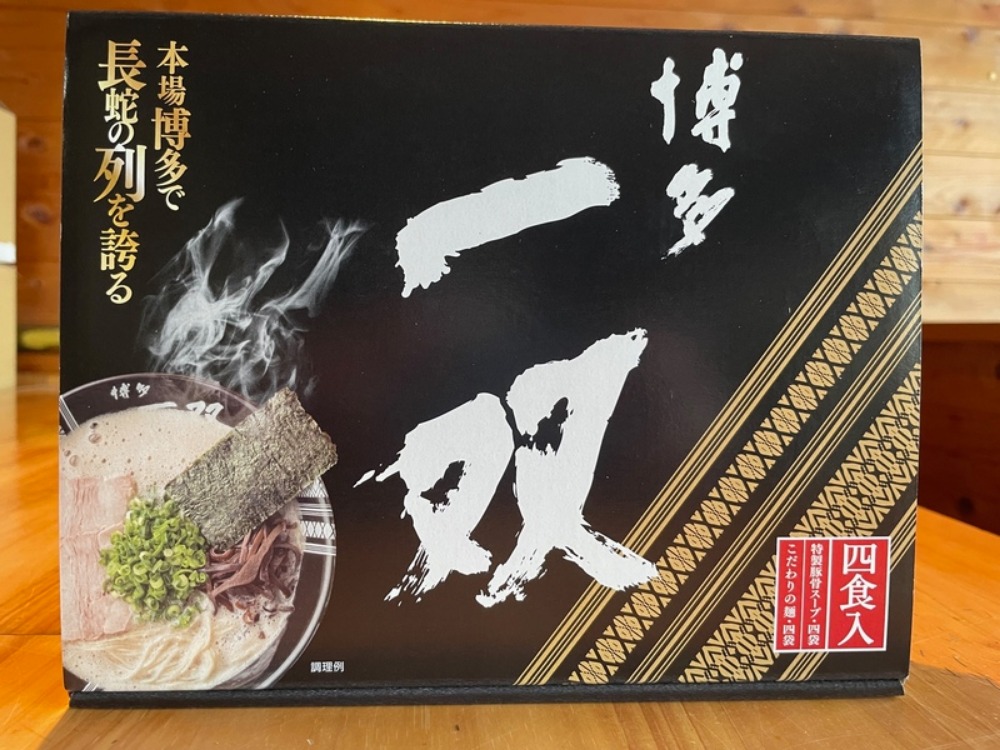 博多
一双
本場博多で
長蛇の列を誇る
博多
一双
調理例
四食入
特製豚骨スープ・四袋
こだわりの麺・四袋